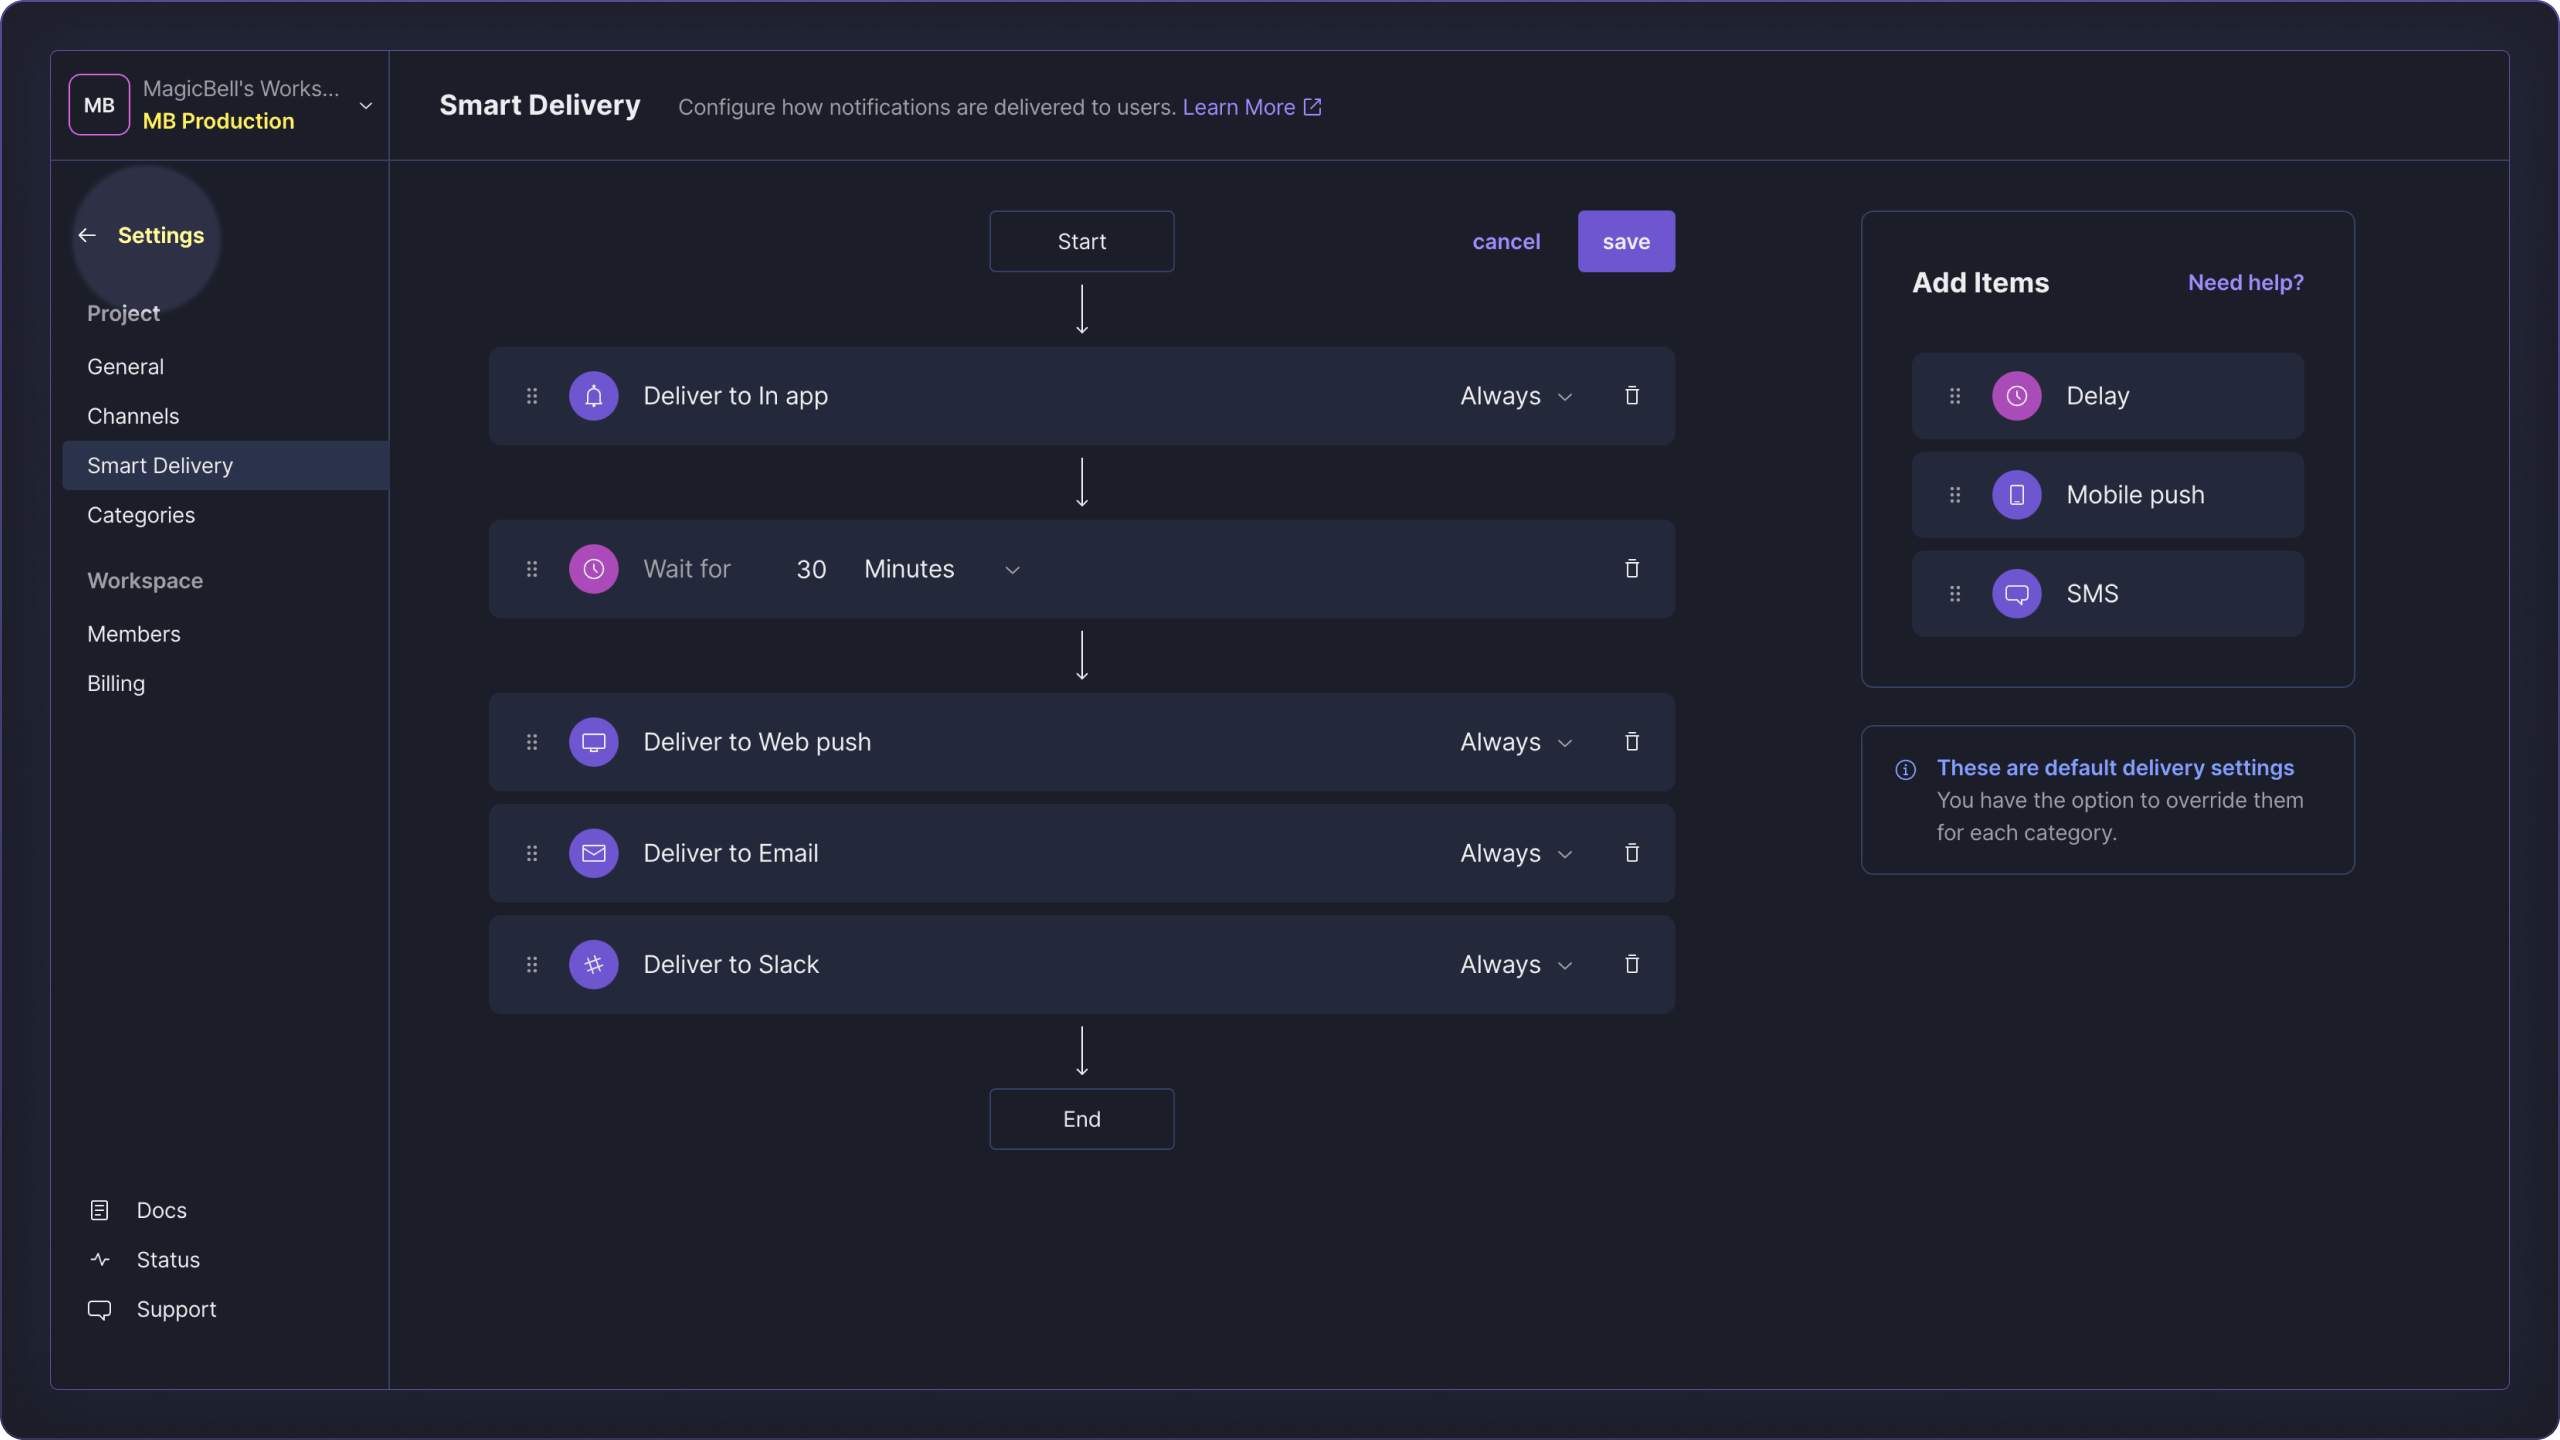 MB
MagicBell's Works...
MB Production
Smart Delivery
Configure how notifications are delivered to users. Learn More
Settings
Project
General
Channels
Smart Delivery
Categories
Workspace
Members
Billing
Docs
Status
Support
Start
cancel
save
Deliver to In app
Always
Wait for 30 Minutes
Deliver to Web push
Always
Deliver to Email
Always
Deliver to Slack
Always
End
Add Items
Need help?
Delay
Mobile push
SMS
These are default delivery settings
You have the option to override them
for each category.